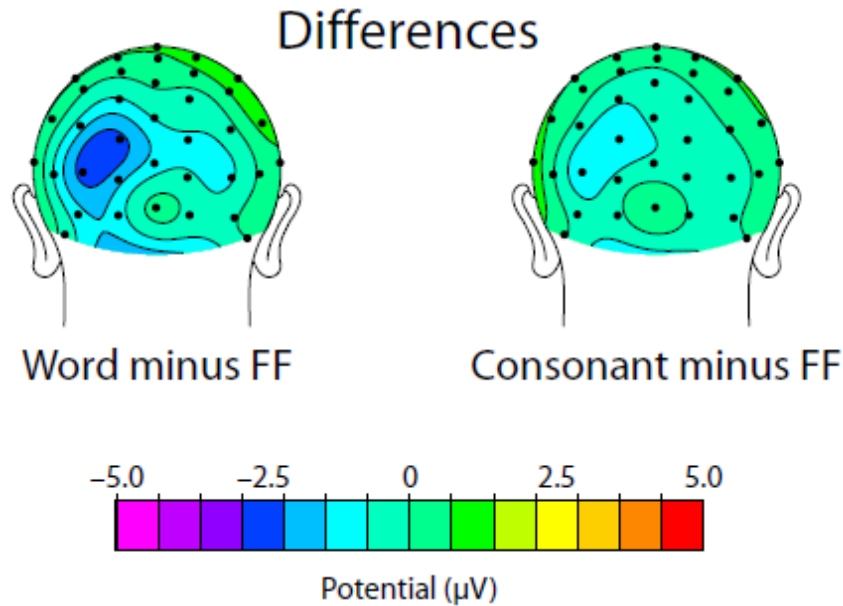 Differences
Word minus FF
Consonant minus FF
−5.0 −2.5 0 2.5 5.0
Potential (μV)